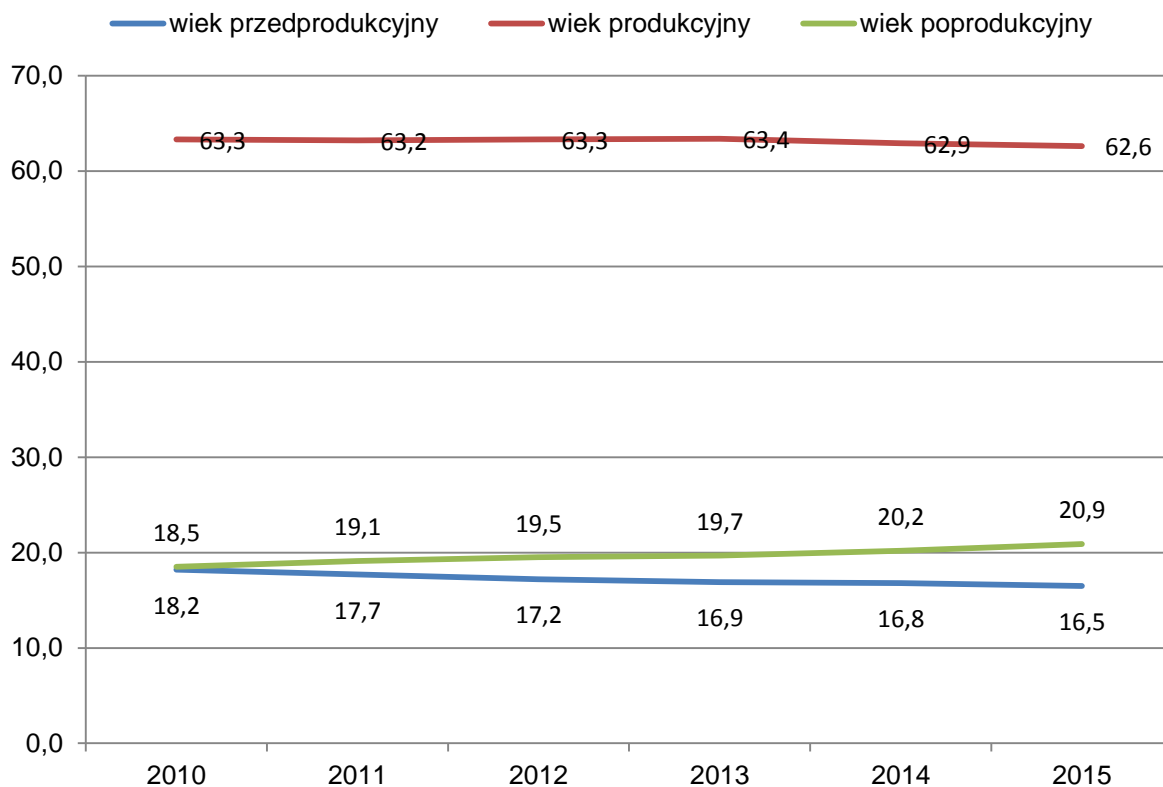 wiek przedprodukcyjny wiek produkcyjny wiek poprodukcyjny
70,0
63,3 63,2 63,3 63,4 62,9 62,6
60,0
50,0
40,0
30,0
18,5 19,1 19,5 19,7 20,2 20,9
20,0
18,2 17,7 17,2 16,9 16,8 16,5
10,0
0,0
2010 2011 2012 2013 2014 2015